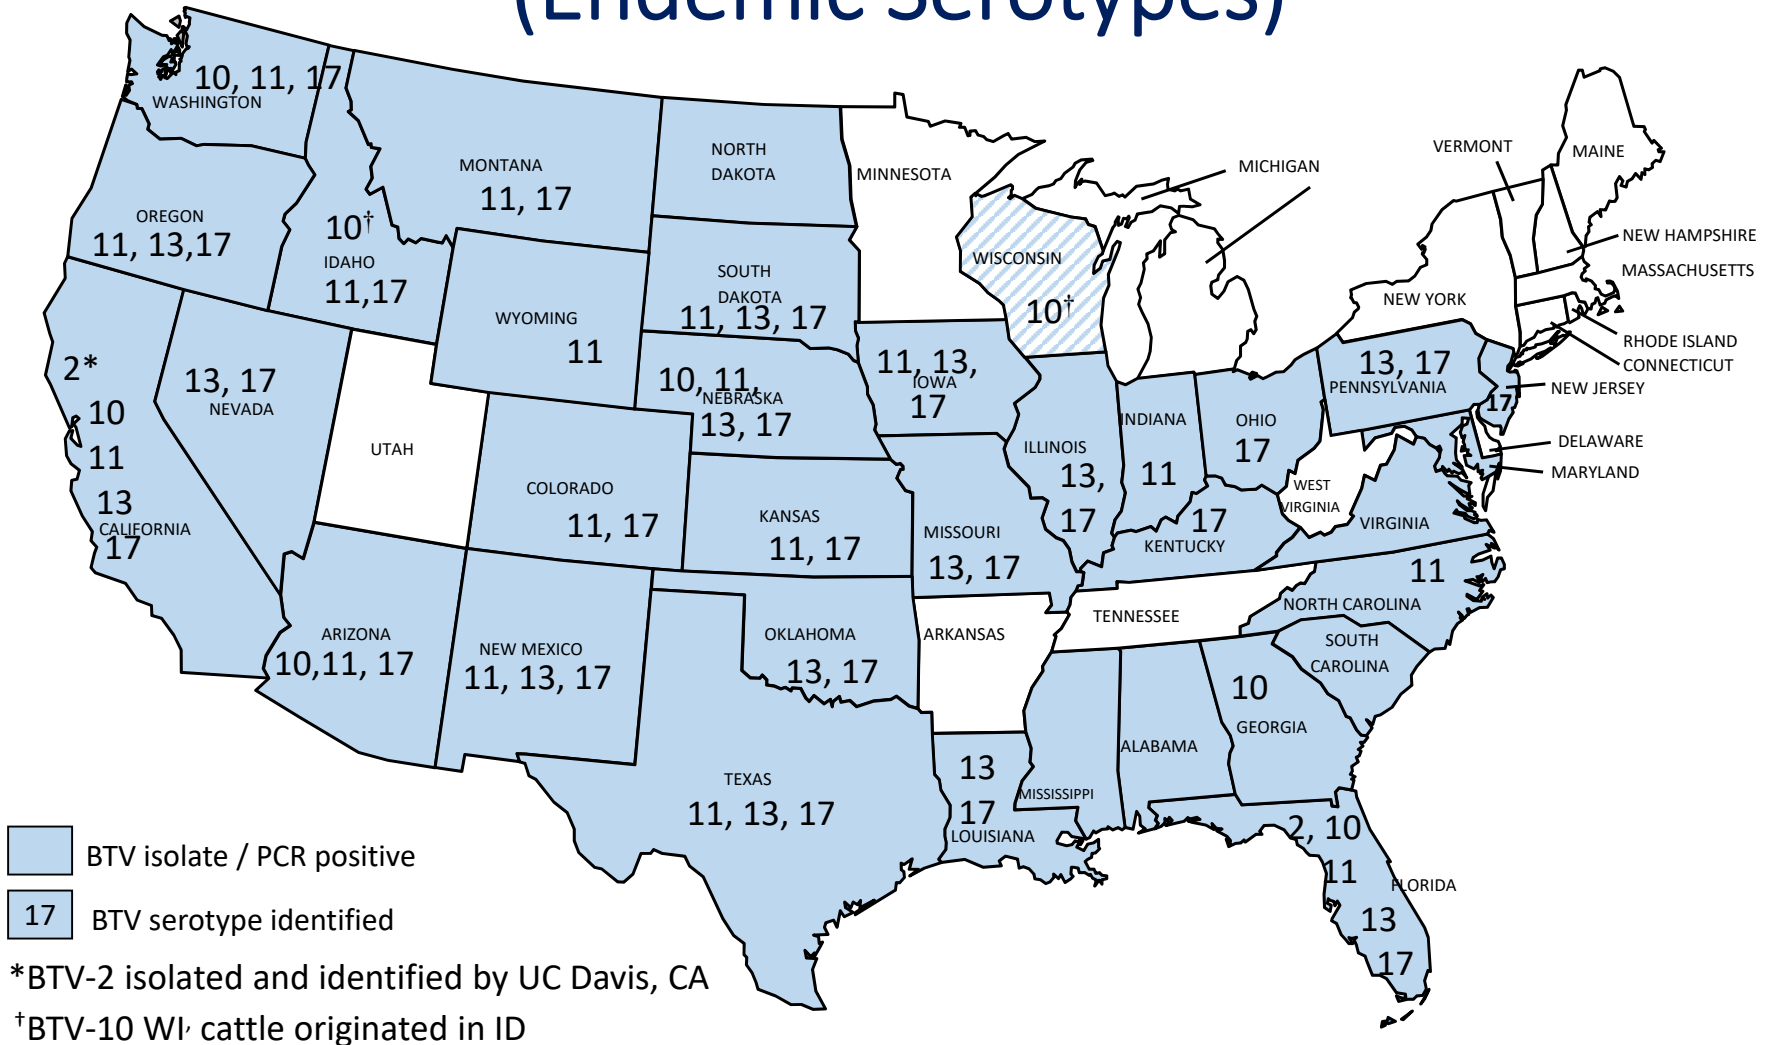 (Endemic Serotypes)
10, 11, 17
WASHINGTON
MONTANA
11, 17
NORTH
DAKOTA
MINNESOTA
MICHIGAN
VERMONT
MAINE
OREGON
11, 13,17
10†
IDAHO
11,17
NEW HAMPSHIRE
MASSACHUSETTS
WISCONSIN
10†
SOUTH
DAKOTA
11, 13, 17
NEW YORK
WYOMING
11
RHODE ISLAND
CONNECTICUT
2*
10
11
13
CALIFORNIA
17
13, 17
NEVADA
10, 11,
NEBRASKA
13, 17
11, 13,
IOWA
17
13, 17
PENNSYLVANIA
NEW JERSEY
17
UTAH
ILLINOIS
13,
17
INDIANA
11
OHIO
17
DELAWARE
MARYLAND
COLORADO
11, 17
KANSAS
11, 17
MISSOURI
13, 17
17
KENTUCKY
WEST
VIRGINIA
VIRGINIA
11
NORTH CAROLINA
TENNESSEE
ARIZONA
10,11, 17
NEW MEXICO
11, 13, 17
OKLAHOMA
13, 17
ARKANSAS
SOUTH
CAROLINA
10
GEORGIA
ALABAMA
MISSISSIPPI
TEXAS
11, 13, 17
13
17
LOUISIANA
2, 10
11
FLORIDA
13
17
BTV isolate / PCR positive
17 BTV serotype identified
*BTV-2 isolated and identified by UC Davis, CA
†BTV-10 WI, cattle originated in ID